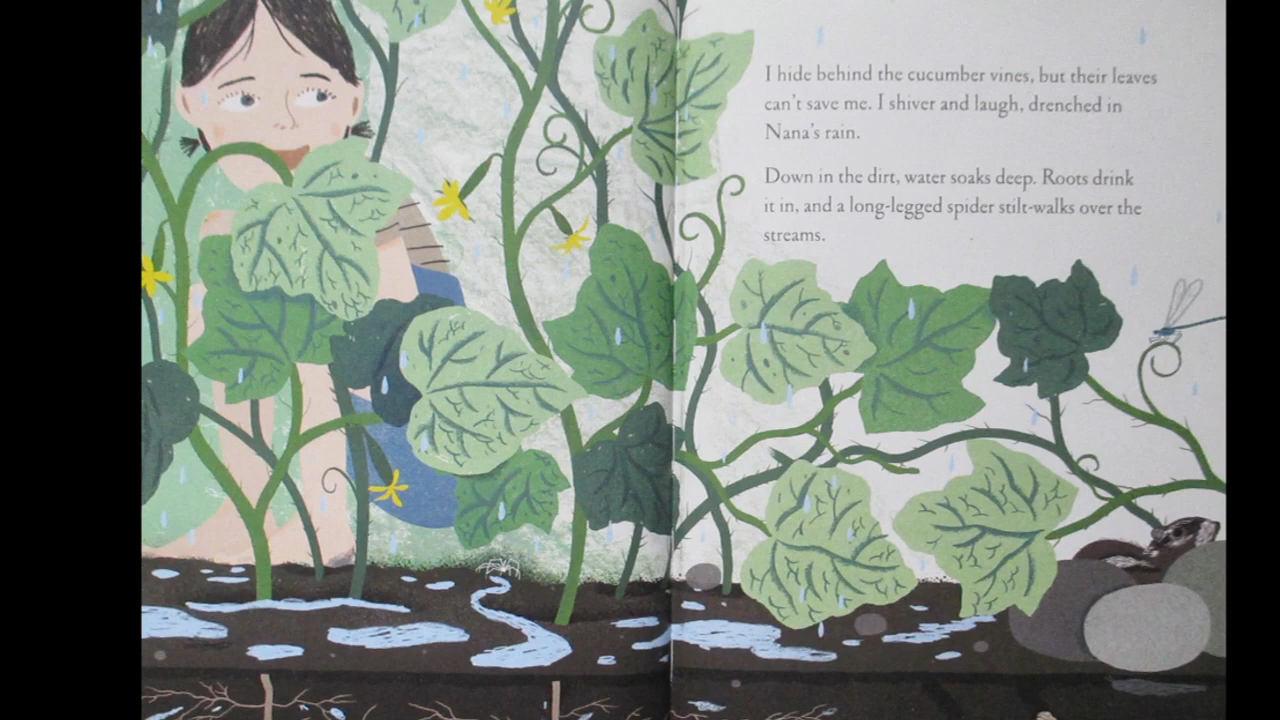 I hide behind the cucumber vines, but their leaves
can't save me. I shiver and laugh, drenched in
Nana's rain.
Down in the dirt, water soaks deep. Roots drink
it in, and a long-legged spider stilt-walks over the
streams.